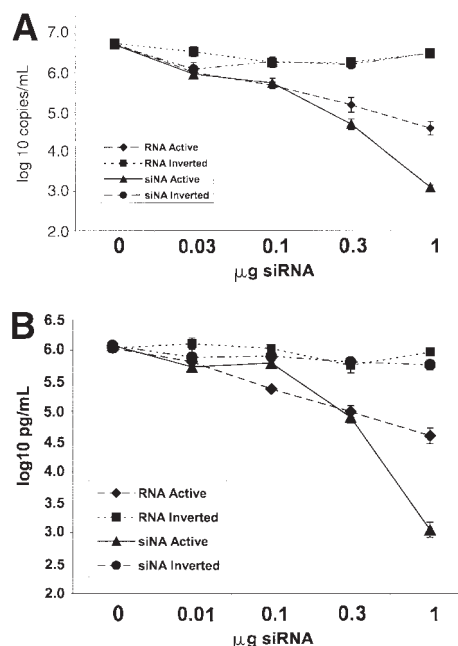 A
log 10 copies/mL
7.0
6.0
5.0
4.0
3.0
2.0
RNA Active
RNA Inverted
siNA Active
siNA Inverted
0 0.03 0.1 0.3 1
μg siRNA
B
log10 pg/mL
6.5
6.0
5.5
5.0
4.5
4.0
3.5
3.0
2.5
2.0
RNA Active
RNA Inverted
siNA Active
siNA Inverted
0 0.01 0.1 0.3 1
μg siRNA